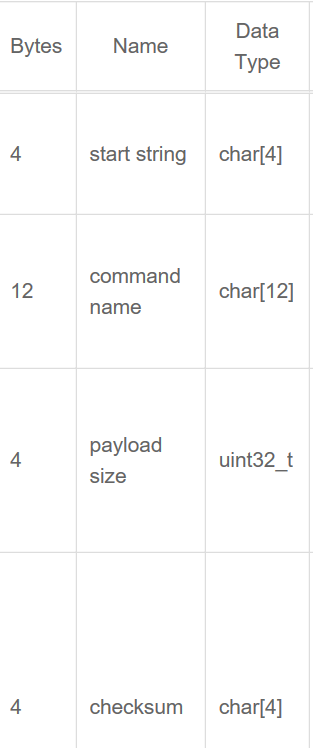 Bytes Name Data Type
4 start string char[4]
12 command name char[12]
4 payload size uint32_t
4 checksum char[4]